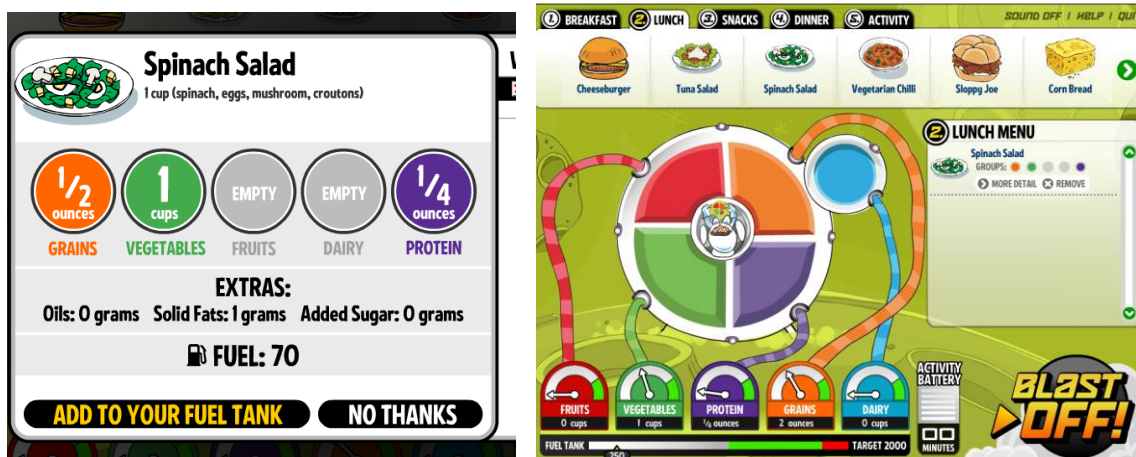 Spinach Salad
1 cup (spinach, eggs, mushroom, croutons)
1/2 ounces
1 cups
EMPTY
EMPTY
1/4 ounces
GRAINS
VEGETABLES
FRUITS
DAIRY
PROTEIN
EXTRAS:
Oils: 0 grams Solid Fats: 1 grams Added Sugar: 0 grams
FUEL: 70
ADD TO YOUR FUEL TANK
NO THANKS
1. BREAKFAST
2. LUNCH
3. SNACKS
4. DINNER
5. ACTIVITY
SOUND OFF / HELP / QUI
Cheeseburger
Tuna Salad
Spinach Salad
Vegetarian Chilli
Sloppy Joe
Corn Bread
2. LUNCH MENU
Spinach Salad
GROUPS:
MORE DETAIL
REMOVE
FRUITS
0 cups
VEGETABLES
1 cups
PROTEIN
1/4 ounces
GRAINS
2 ounces
DAIRY
0 cups
ACTIVITY
BATTERY
00
MINUTES
BLAST
OFF!
FUEL TANK
250
TARGET 2000